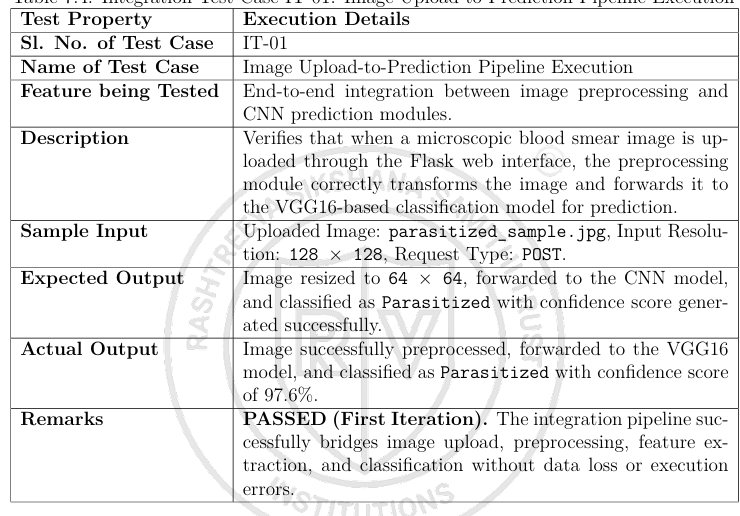 Table 7.4: Integration Test Case IT-01: Image Upload-to-Prediction Pipeline Execution
Test Property Execution Details
Sl. No. of Test Case IT-01
Name of Test Case Image Upload-to-Prediction Pipeline Execution
Feature being Tested End-to-end integration between image preprocessing and
CNN prediction modules.
Description Verifies that when a microscopic blood smear image is up-
loaded through the Flask web interface, the preprocessing
module correctly transforms the image and forwards it to
the VGG16-based classification model for prediction.
Sample Input Uploaded Image: parasitized_sample.jpg, Input Resolu-
tion: 128 × 128, Request Type: POST.
Expected Output Image resized to 64 × 64, forwarded to the CNN model,
and classified as Parasitized with confidence score gener-
ated successfully.
Actual Output Image successfully preprocessed, forwarded to the VGG16
model, and classified as Parasitized with confidence score
of 97.6%.
Remarks PASSED (First Iteration). The integration pipeline suc-
cessfully bridges image upload, preprocessing, feature ex-
traction, and classification without data loss or execution
errors.
RASHTREEYA SIKSHANA SAMITHI TRUST
RV
INSTITUTIONS